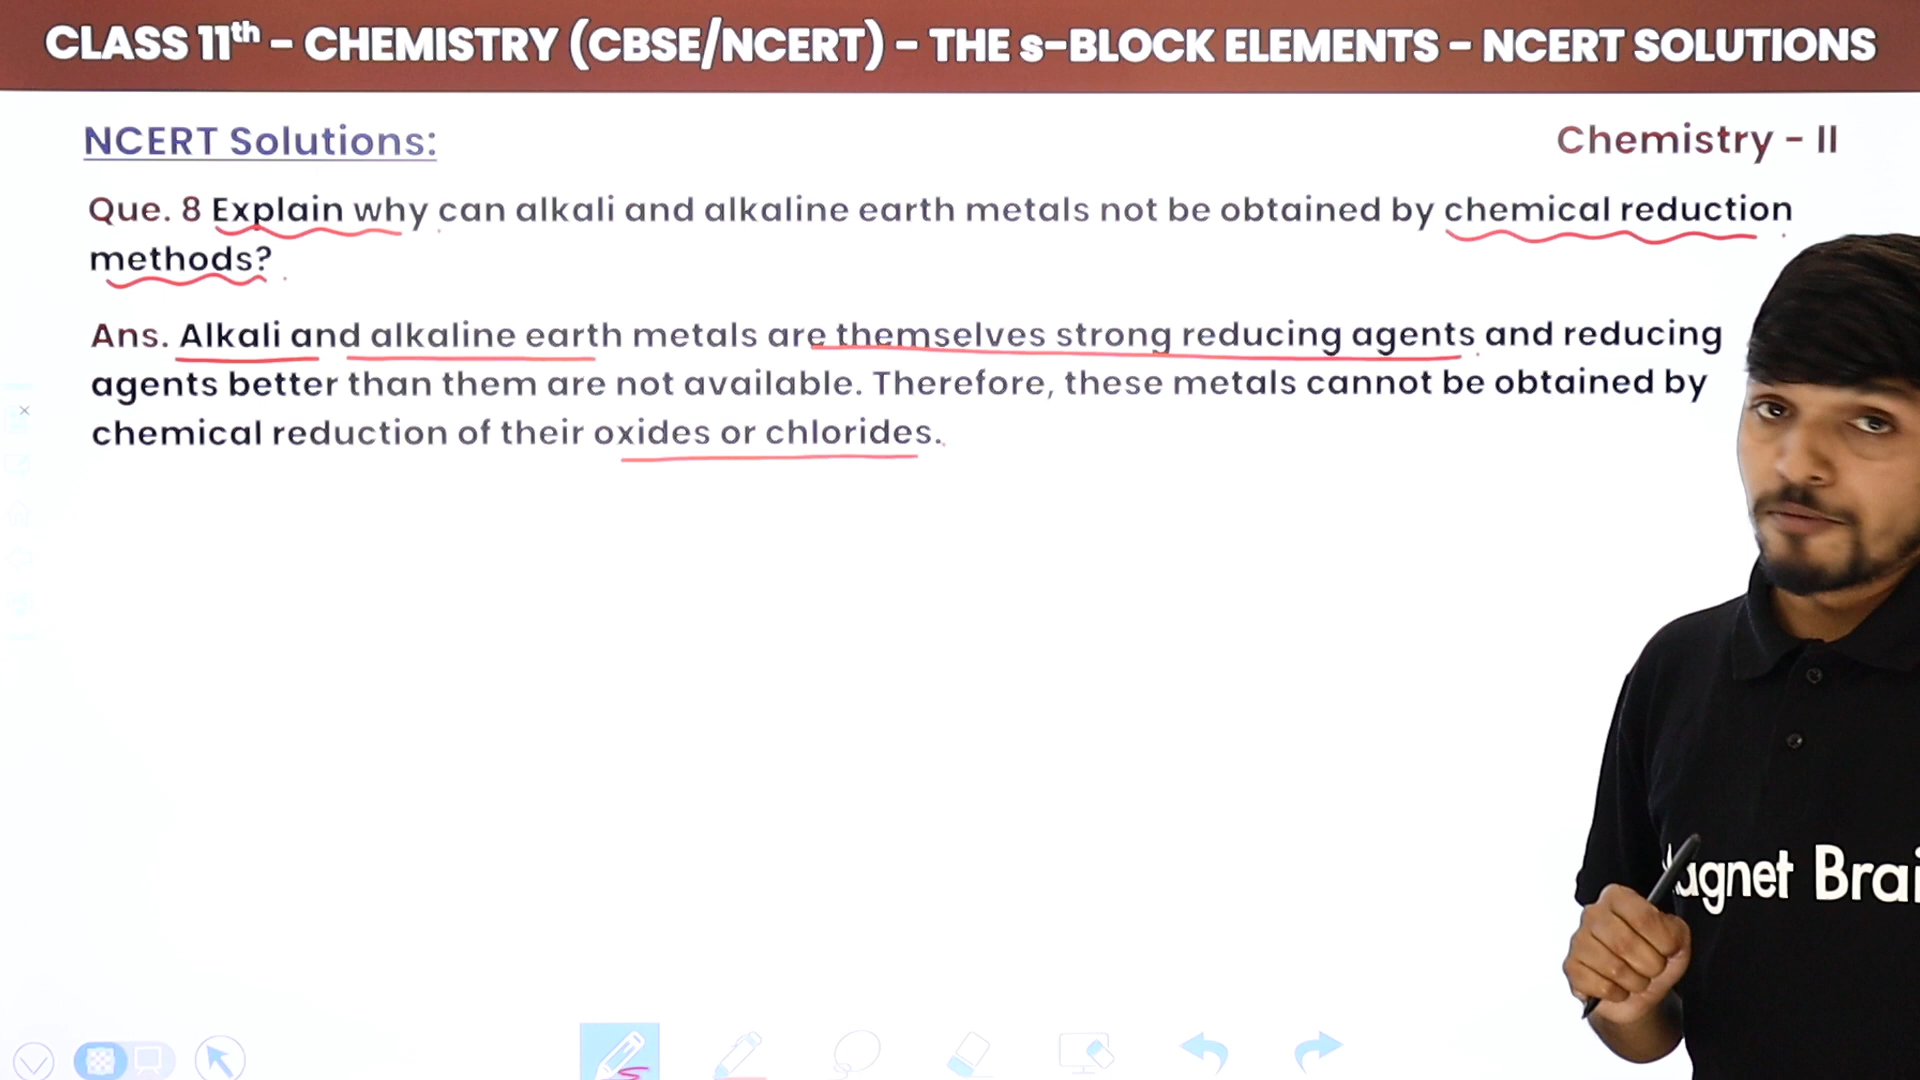 CLASS 11th - CHEMISTRY (CBSE/NCERT) - THE s-BLOCK ELEMENTS - NCERT SOLUTIONS
NCERT Solutions:
Chemistry - II
Que. 8 Explain why can alkali and alkaline earth metals not be obtained by chemical reduction
methods?
Ans. Alkali and alkaline earth metals are themselves strong reducing agents and reducing
agents better than them are not available. Therefore, these metals cannot be obtained by
chemical reduction of their oxides or chlorides.